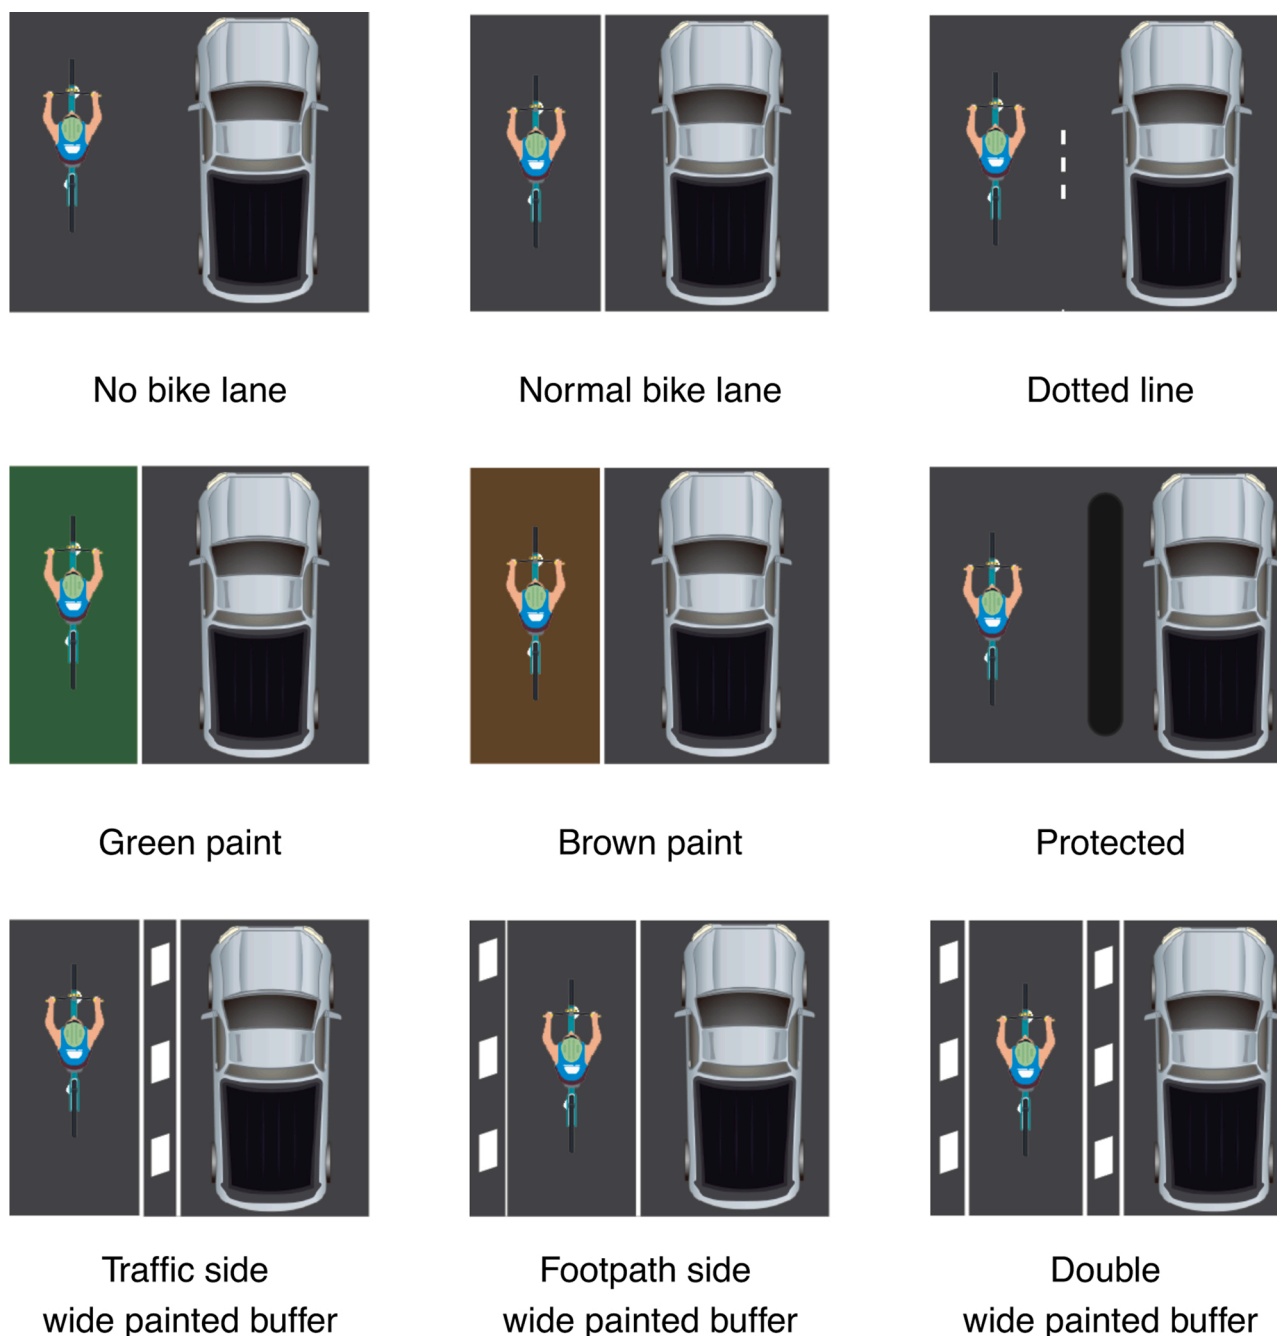 No bike lane
Normal bike lane
Dotted line
Green paint
Brown paint
Protected
Traffic side
wide painted buffer
Footpath side
wide painted buffer
Double
wide painted buffer